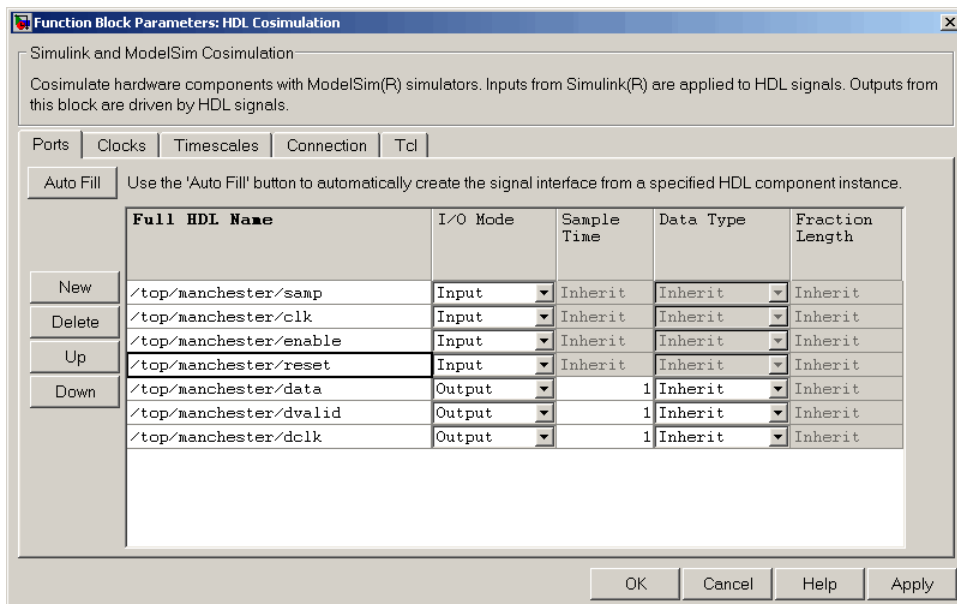 Function Block Parameters: HDL Cosimulation
Simulink and ModelSim Cosimulation
Cosimulate hardware components with ModelSim(R) simulators. Inputs from Simulink(R) are applied to HDL signals. Outputs from
this block are driven by HDL signals.
Ports Clocks Timescales Connection Tcl
Auto Fill Use the 'Auto Fill' button to automatically create the signal interface from a specified HDL component instance.
Full HDL Name I/O Mode Sample Time Data Type Fraction Length
New
Delete
Up
Down
/top/manchester/samp Input Inherit Inherit Inherit
/top/manchester/clk Input Inherit Inherit Inherit
/top/manchester/enable Input Inherit Inherit Inherit
/top/manchester/reset Input Inherit Inherit Inherit
/top/manchester/data Output 1 Inherit Inherit
/top/manchester/dvalid Output 1 Inherit Inherit
/top/manchester/dclk Output 1 Inherit Inherit
OK Cancel Help Apply